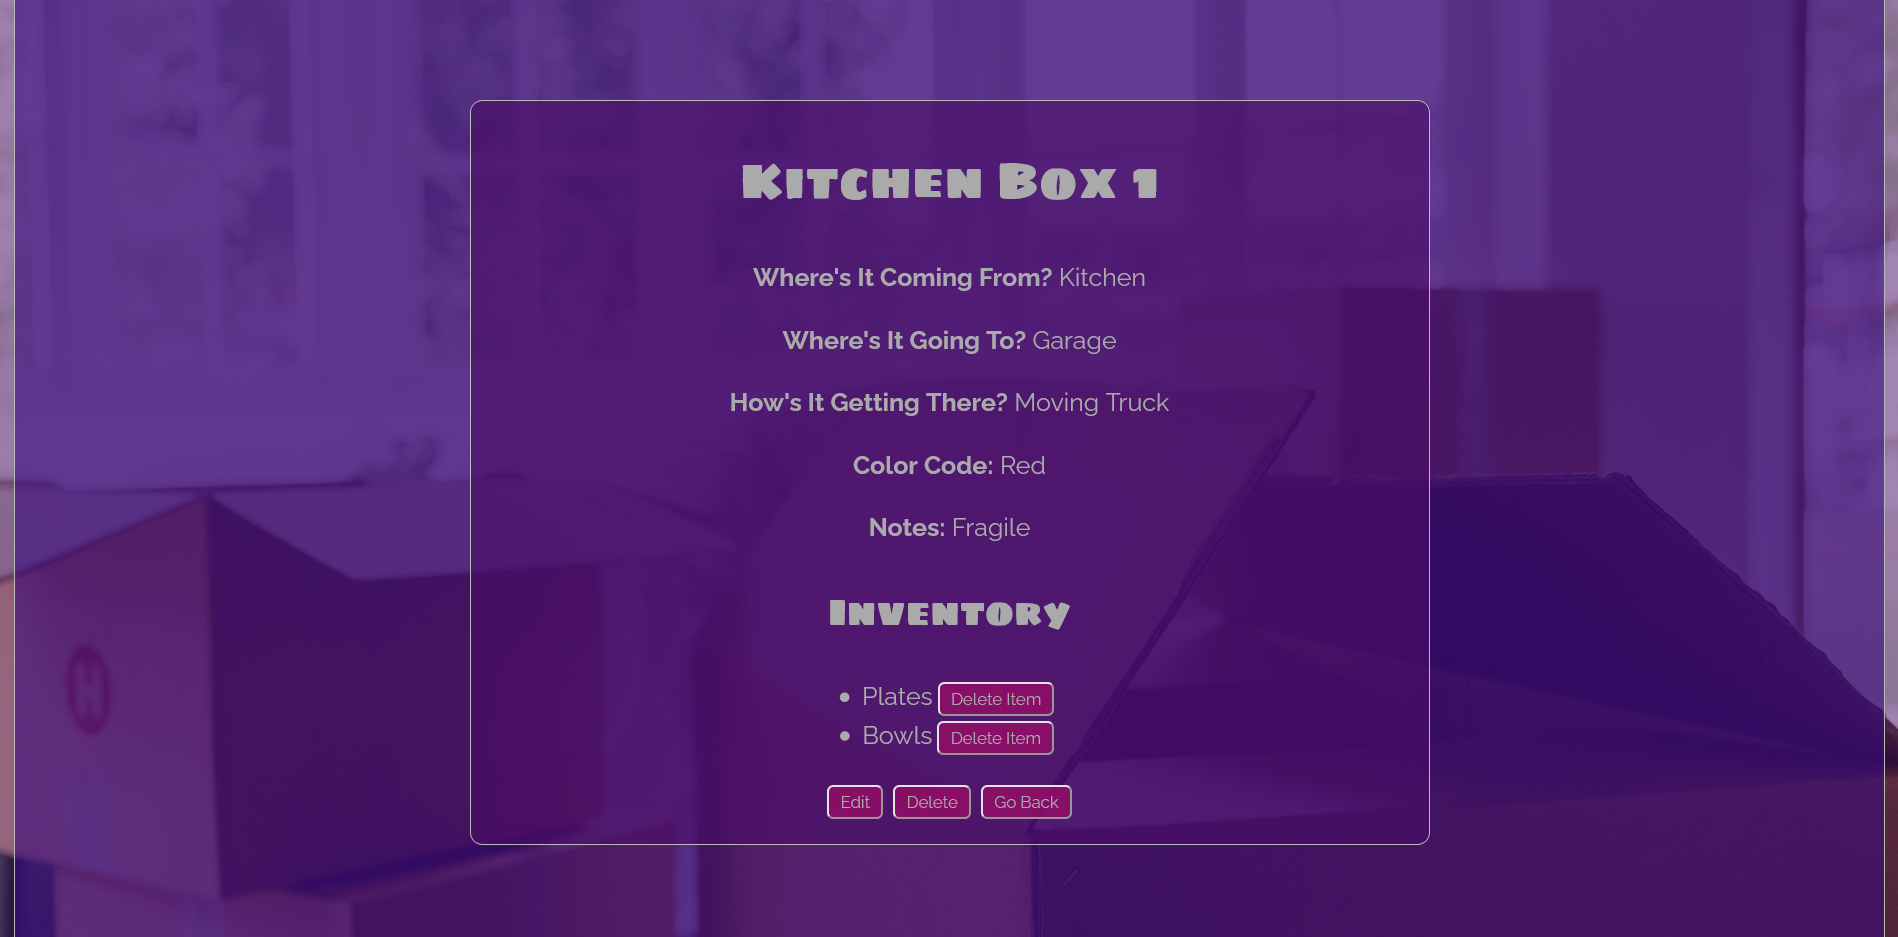 Kitchen Box 1
Where's It Coming From? Kitchen
Where's It Going To? Garage
How's It Getting There? Moving Truck
Color Code: Red
Notes: Fragile
Inventory
• Plates Delete Item
• Bowls Delete Item
Edit Delete Go Back
H